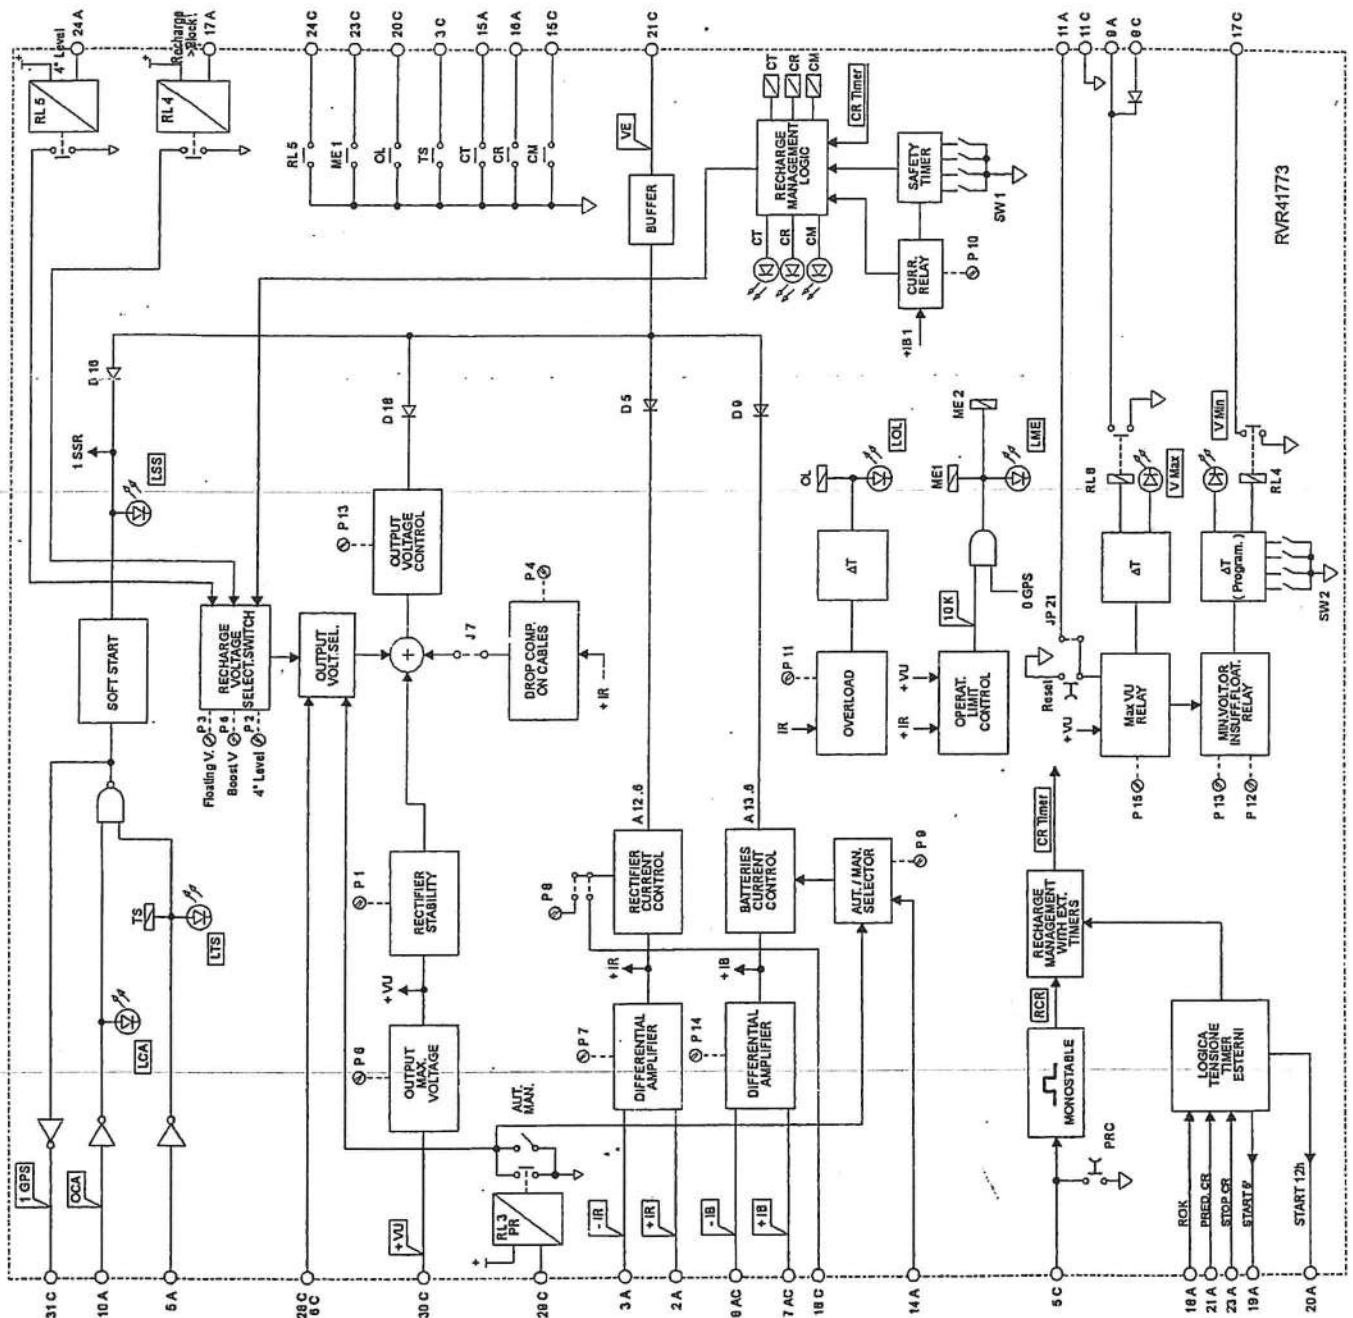 24 A
4° Level
RL 5
Recharge
>Block!
17 A
RL 4
24 C
23 C
20C
3 C
15 A
16 A
15 C
21 C
RL 5
ME 1
OL
TS
CT
CR
CM
VE
BUFFER
CT
CR
CM
CR Timer
RECHARGE
MANAGEMENT
LOGIC
CT
CR
CM
SAFETY
TIMER
SW 1
CURR.
RELAY
P 10
+IB 1
11 A
11 C
9 A
8 C
17 C
RVR41773
D 16
1 SSR
LSS
SOFT START
D 18
P 13
OUTPUT
VOLTAGE
CONTROL
D 5
D 9
RECHARGE
VOLTAGE
SELECT.SWITCH
P 3
P 6
P 2
Floating V.
Boost V
4° Level
OUTPUT
VOLT.SEL.
+
J 7
P 4
DROP COMP.
ON CABLES
+ IR
OL
LOL
ΔT
P 11
IR
OVERLOAD
ME 2
ME1
LME
10 K
0 GPS
+VU
+IR
OPERAT.
LIMIT
CONTROL
JP 21
Reset
+VU
Max VU
RELAY
P 15
ΔT
RL8
V Max
V Min
RL4
ΔT
( Program. )
SW2
MIN.VOLT.OR
INSUFF.FLOAT.
RELAY
P 13
P 12
TS
LTS
LCA
P 1
RECTIFIER
STABILITY
+VU
P 6
OUTPUT
MAX.
VOLTAGE
A 12.6
P 8
RECTIFIER
CURRENT
CONTROL
+ IR
P 7
DIFFERENTIAL
AMPLIFIER
A 13.6
BATTERIES
CURRENT
CONTROL
+ IB
P 14
DIFFERENTIAL
AMPLIFIER
AUT. / MAN.
SELECTOR
P 9
CR Timer
RECHARGE
MANAGEMENT
WITH EXT.
TIMERS
RCR
MONOSTABLE
PRC
LOGICA
TENSIONE
TIMER
ESTERNI
AUT.
MAN.
RL 3
PR
+
1 GPS
OCA
+VU
- IR
+ IR
-IB
+IB
ROK
PRED. CR
STOP CR
START 5'
START 12h
31 C
10 A
5 A
28 C
6 C
30 C
29 C
3 A
2 A
6 AC
7 AC
18 C
14 A
5 C
18 A
21 A
23 A
19 A
20 A